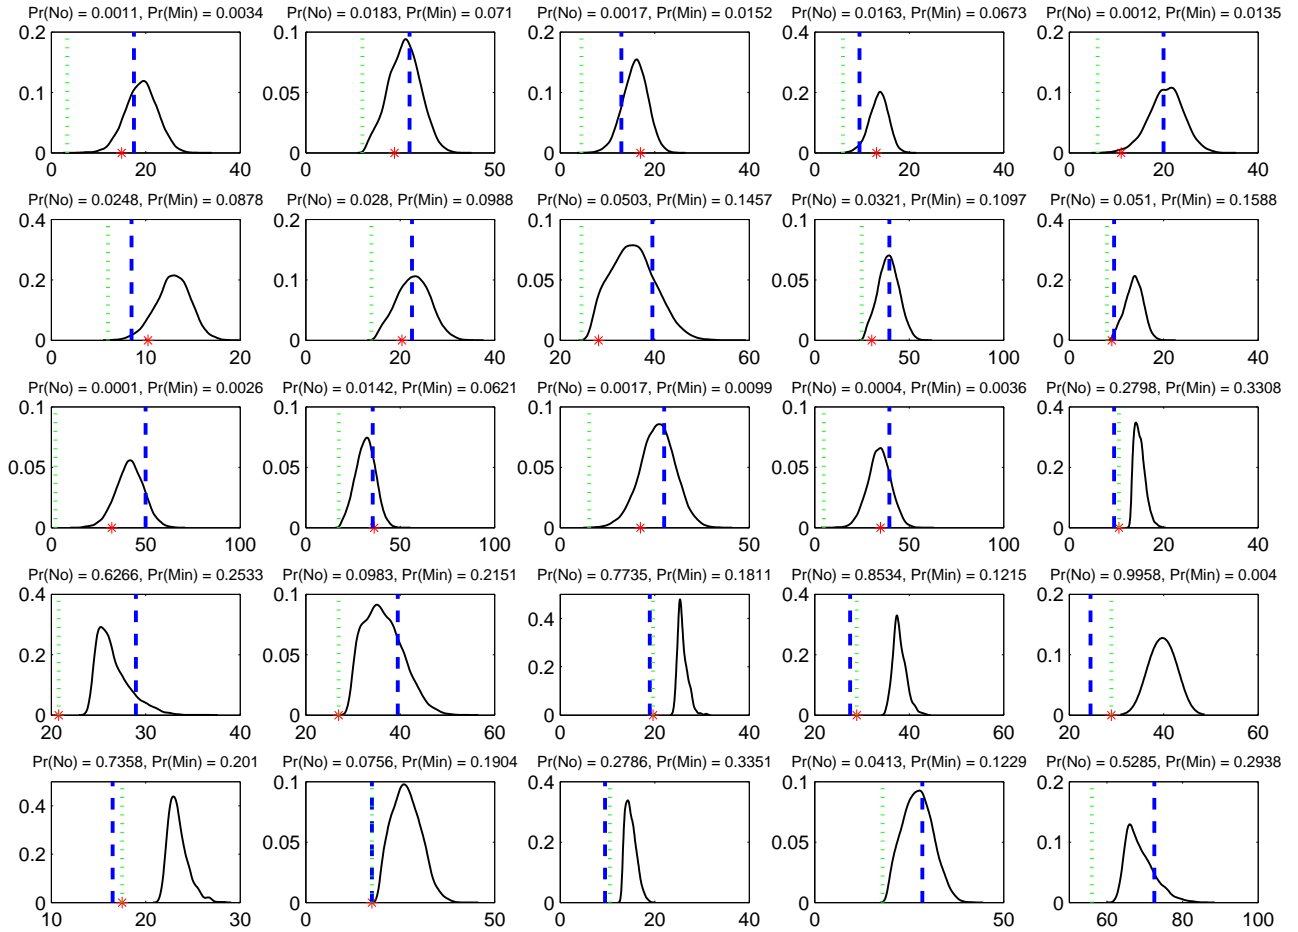 Pr(No) = 0.0011, Pr(Min) = 0.0034 Pr(No) = 0.0183, Pr(Min) = 0.071 Pr(No) = 0.0017, Pr(Min) = 0.0152 Pr(No) = 0.0163, Pr(Min) = 0.0673 Pr(No) = 0.0012, Pr(Min) = 0.0135
0.2 0.1 0.2 0.4 0.2
0.1 0.05 0.1 0.2 0.1
0 0 0 0 0
0 20 40 0 50 0 20 40 0 20 40 0 20 40
Pr(No) = 0.0248, Pr(Min) = 0.0878 Pr(No) = 0.028, Pr(Min) = 0.0988 Pr(No) = 0.0503, Pr(Min) = 0.1457 Pr(No) = 0.0321, Pr(Min) = 0.1097 Pr(No) = 0.051, Pr(Min) = 0.1588
0.4 0.2 0.1 0.1 0.4
0.2 0.1 0.05 0.05 0.2
0 0 0 0 0
0 10 20 0 20 40 20 40 60 0 50 100 0 20 40
Pr(No) = 0.0001, Pr(Min) = 0.0026 Pr(No) = 0.0142, Pr(Min) = 0.0621 Pr(No) = 0.0017, Pr(Min) = 0.0099 Pr(No) = 0.0004, Pr(Min) = 0.0036 Pr(No) = 0.2798, Pr(Min) = 0.3308
0.1 0.1 0.1 0.1 0.4
0.05 0.05 0.05 0.05 0.2
0 0 0 0 0
0 50 100 0 50 100 0 50 0 50 100 0 20 40
Pr(No) = 0.6266, Pr(Min) = 0.2533 Pr(No) = 0.0983, Pr(Min) = 0.2151 Pr(No) = 0.7735, Pr(Min) = 0.1811 Pr(No) = 0.8534, Pr(Min) = 0.1215 Pr(No) = 0.9958, Pr(Min) = 0.004
0.4 0.1 0.4 0.4 0.2
0.2 0.05 0.2 0.2 0.1
0 0 0 0 0
20 30 40 20 40 60 0 20 40 20 40 60 20 40 60
Pr(No) = 0.7358, Pr(Min) = 0.201 Pr(No) = 0.0756, Pr(Min) = 0.1904 Pr(No) = 0.2786, Pr(Min) = 0.3351 Pr(No) = 0.0413, Pr(Min) = 0.1229 Pr(No) = 0.5285, Pr(Min) = 0.2938
0.4 0.1 0.4 0.1 0.2
0.2 0.05 0.2 0.05 0.1
0 0 0 0 0
10 20 30 0 50 0 20 40 0 50 60 80 100